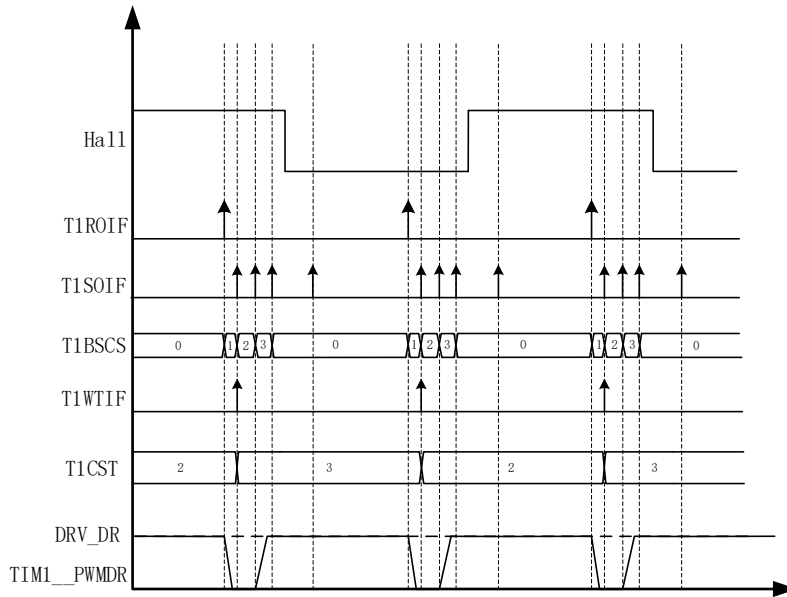 Hall
T1ROIF
T1SOIF
T1BSCS 0 1 2 3 0 1 2 3 0 1 2 3 0
T1WTIF
T1CST 2 3 2 3
DRV_DR
TIM1__PWMDR